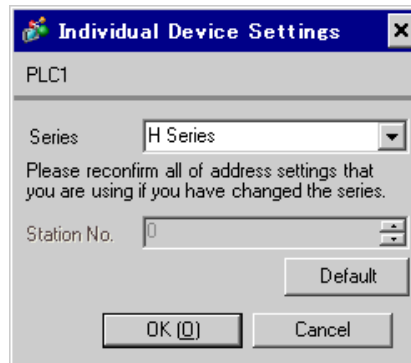 Individual Device Settings
PLC1
Series H Series
Please reconfirm all of address settings that
you are using if you have changed the series.
Station No. 0
Default
OK (O) Cancel